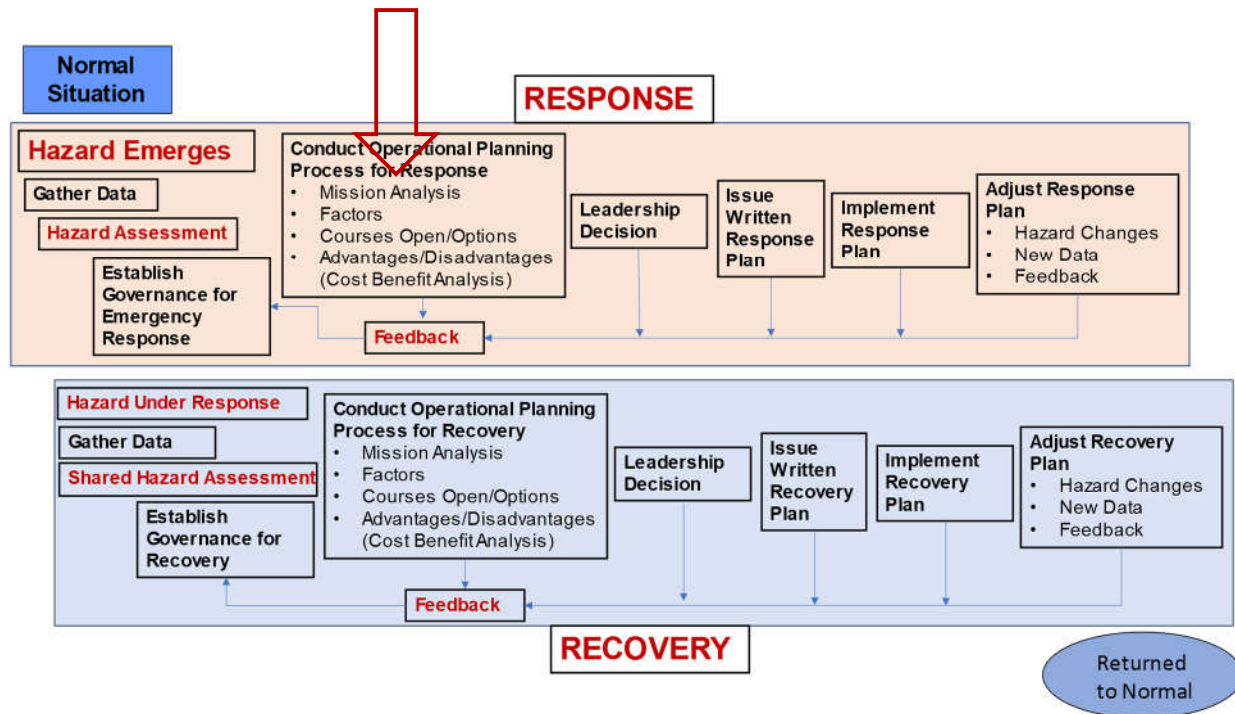 Normal
Situation
RESPONSE
Hazard Emerges
Gather Data
Hazard Assessment
Establish
Governance for
Emergency
Response
Conduct Operational Planning
Process for Response
• Mission Analysis
• Factors
• Courses Open/Options
• Advantages/Disadvantages
(Cost Benefit Analysis)
Feedback
Leadership
Decision
Issue
Written
Response
Plan
Implement
Response
Plan
Adjust Response
Plan
• Hazard Changes
• New Data
• Feedback
Hazard Under Response
Gather Data
Shared Hazard Assessment
Establish
Governance for
Recovery
Conduct Operational Planning
Process for Recovery
• Mission Analysis
• Factors
• Courses Open/Options
• Advantages/Disadvantages
(Cost Benefit Analysis)
Feedback
Leadership
Decision
Issue
Written
Recovery
Plan
Implement
Recovery
Plan
Adjust Recovery
Plan
• Hazard Changes
• New Data
• Feedback
RECOVERY
Returned
to Normal